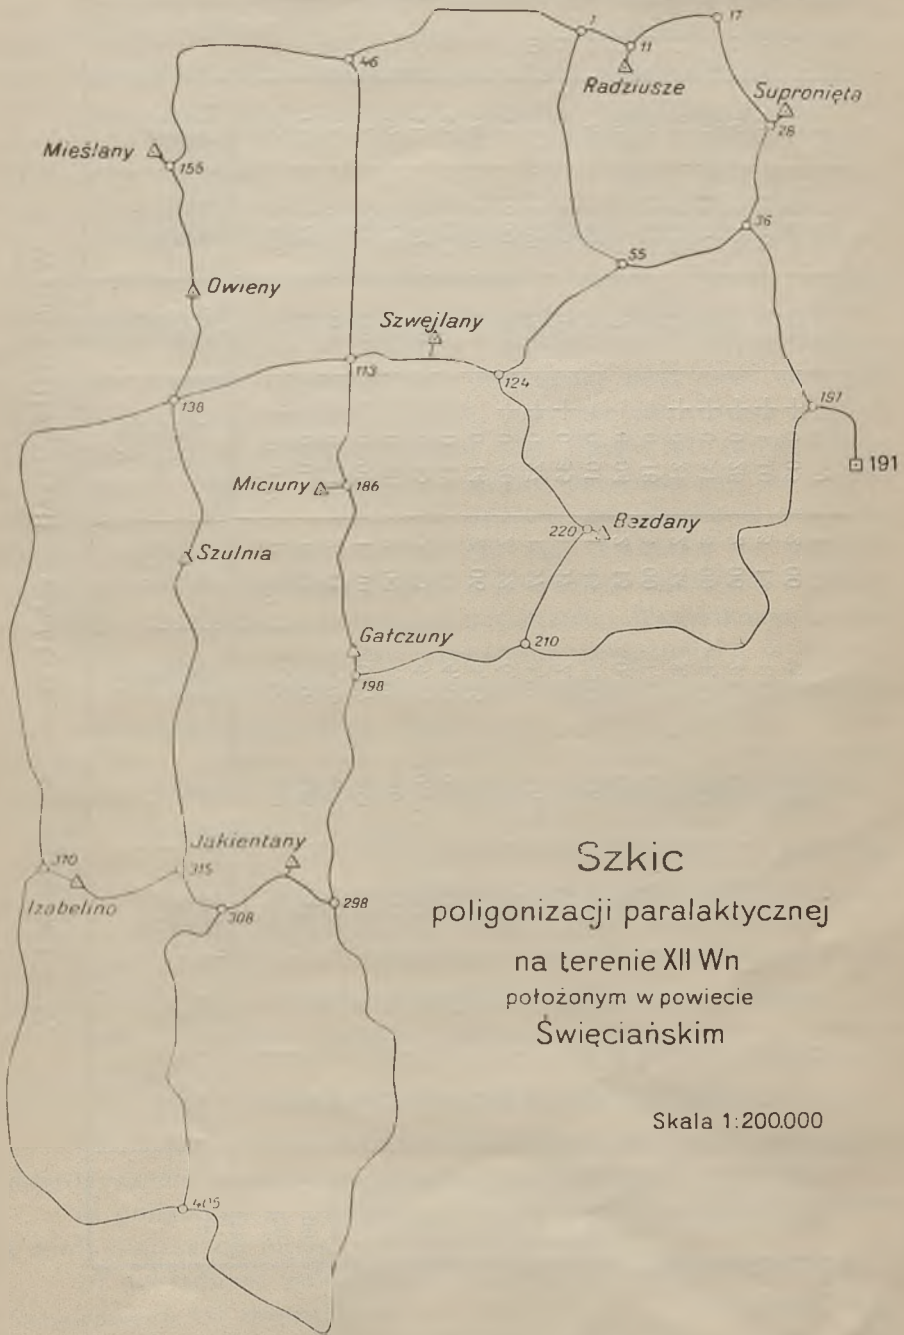 1
17
46
11
Radziusze
Supronięta
28
Mieślany
155
36
55
Owieny
Szwejlany
113
124
138
191
191
Miciuny
186
220
Bezdany
Szulnia
Gałczuny
210
198
Jakientany
310
315
Izabelino
308
298
405
Szkic
poligonizacji paralaktycznej
na terenie XII Wn
położonym w powiecie
Święciańskim
Skala 1:200.000